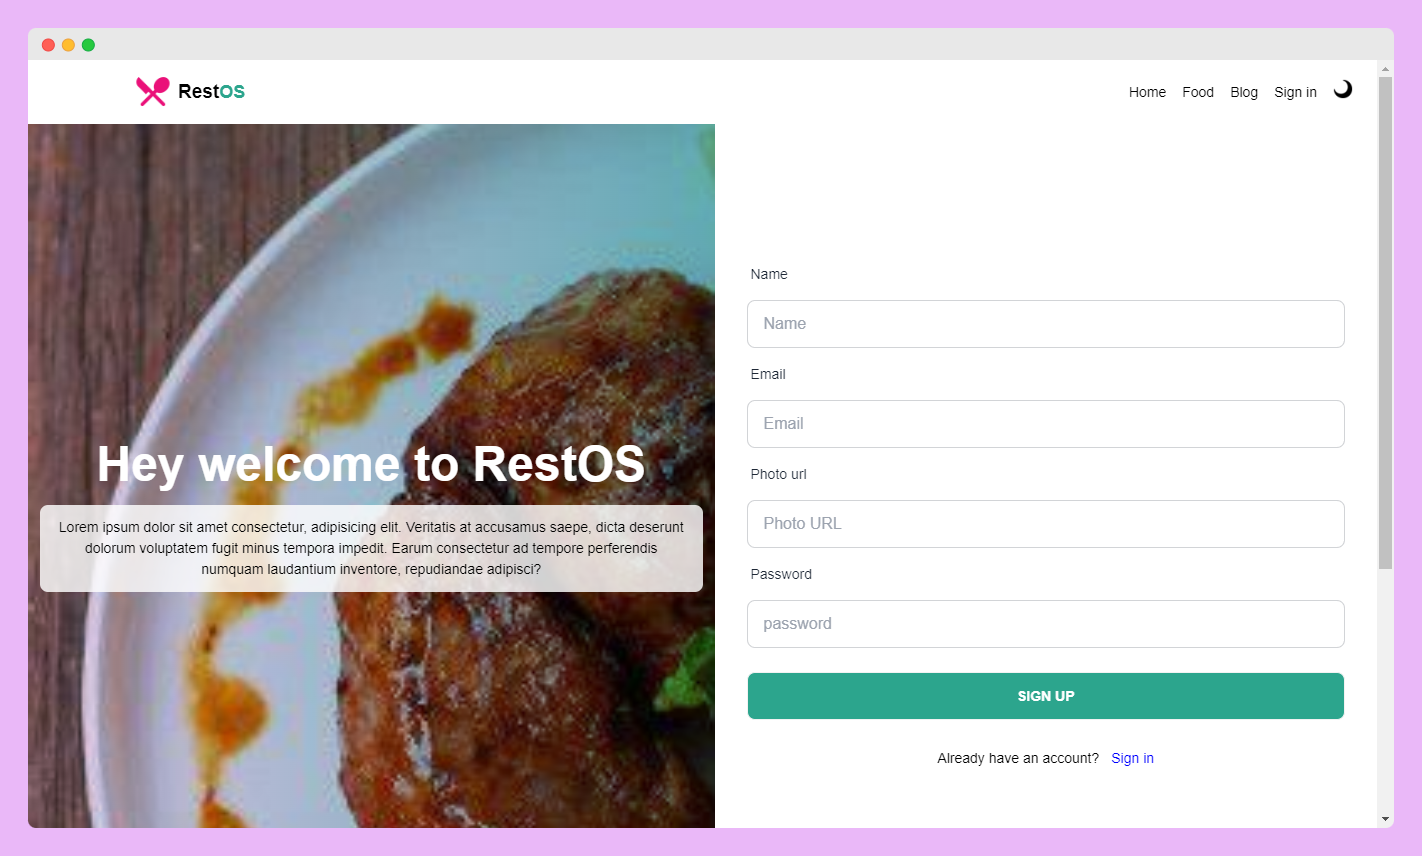 RestOS
Home Food Blog Sign in
Hey welcome to RestOS
Lorem ipsum dolor sit amet consectetur, adipisicing elit. Veritatis at accusamus saepe, dicta deserunt
dolorum voluptatem fugit minus tempora impedit. Earum consectetur ad tempore perferendis
numquam laudantium inventore, repudiandae adipisci?
Name
Name
Email
Email
Photo url
Photo URL
Password
password
SIGN UP
Already have an account? Sign in